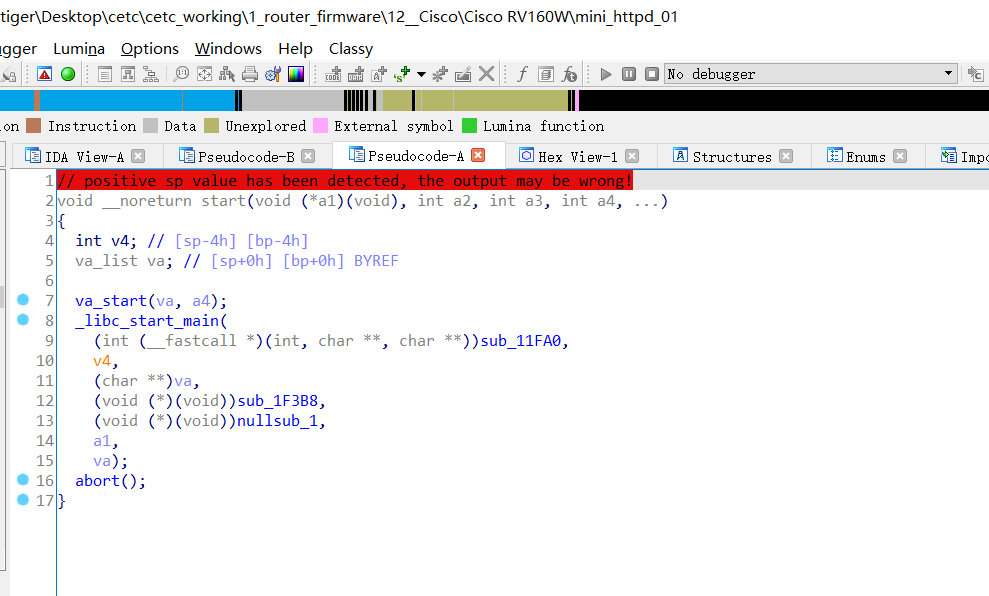 tiger\Desktop\cetc\cetc_working\1_router_firmware\12__Cisco\Cisco RV160W\mini_httpd_01
gger Lumina Options Windows Help Classy
No debugger
on Instruction Data Unexplored External symbol Lumina function
IDA View-A Pseudocode-B Pseudocode-A Hex View-1 Structures Enums Impo
1 // positive sp value has been detected, the output may be wrong!
2 void __noreturn start(void (*a1)(void), int a2, int a3, int a4, ...)
3 {
4 int v4; // [sp-4h] [bp-4h]
5 va_list va; // [sp+0h] [bp+0h] BYREF
6
7 va_start(va, a4);
8 _libc_start_main(
9 (int (__fastcall *)(int, char **, char **))sub_11FA0,
10 v4,
11 (char **)va,
12 (void (*)(void))sub_1F3B8,
13 (void (*)(void))nullsub_1,
14 a1,
15 va);
16 abort();
17 }